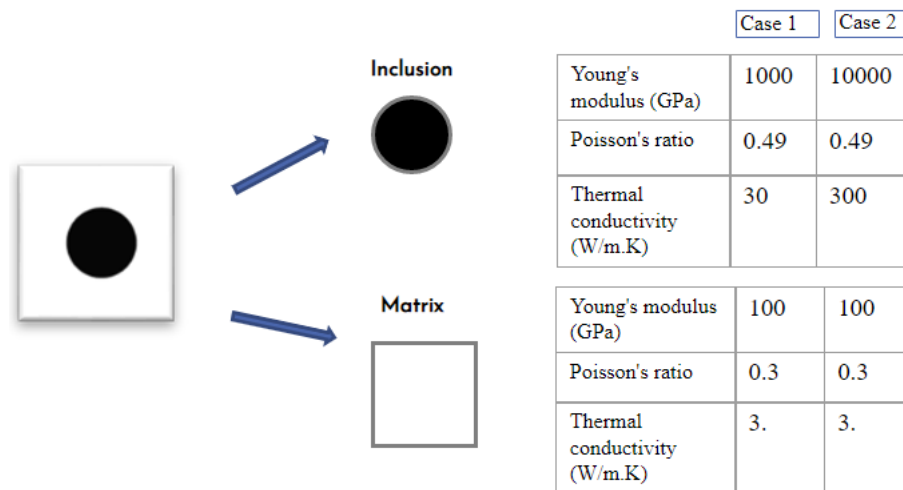 Case 1 Case 2
Inclusion
Young's 1000 10000
modulus (GPa)
Poisson's ratio 0.49 0.49
Thermal 30 300
conductivity
(W/m.K)
Matrix
Young's modulus 100 100
(GPa)
Poisson's ratio 0.3 0.3
Thermal 3. 3.
conductivity
(W/m.K)